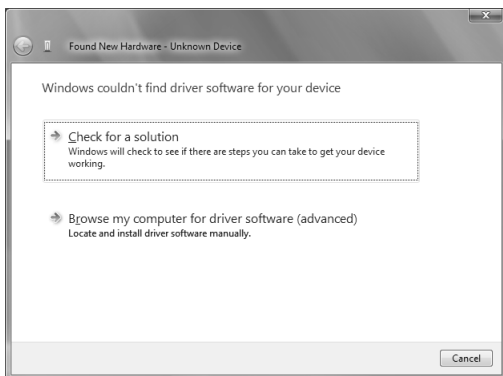 x
Found New Hardware - Unknown Device
Windows couldn't find driver software for your device
Check for a solution
Windows will check to see if there are steps you can take to get your device
working.
Browse my computer for driver software (advanced)
Locate and install driver software manually.
Cancel